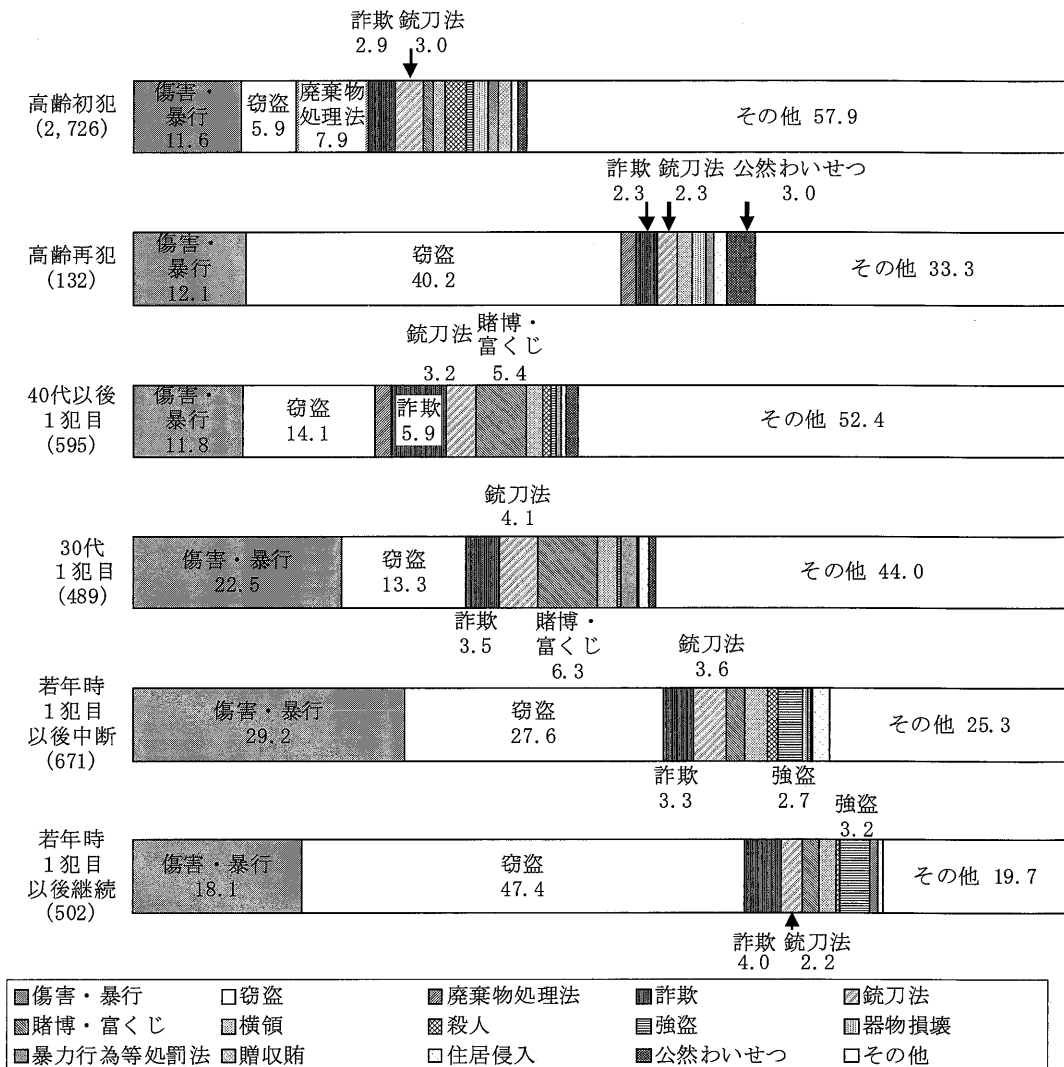 詐欺 銃刀法
2.9 3.0
高齢初犯
(2,726)
傷害・
暴行
11.6
窃盗
5.9
廃棄物
処理法
7.9
その他 57.9
詐欺 銃刀法 公然わいせつ
2.3 2.3 3.0
高齢再犯
(132)
傷害・
暴行
12.1
窃盗
40.2
その他 33.3
銃刀法
3.2
賭博・
富くじ
5.4
40代以後
1犯目
(595)
傷害・
暴行
11.8
窃盗
14.1
詐欺
5.9
その他 52.4
銃刀法
4.1
30代
1犯目
(489)
傷害・暴行
22.5
窃盗
13.3
その他 44.0
詐欺
3.5
賭博・
富くじ
6.3
銃刀法
3.6
若年時
1犯目
以後中断
(671)
傷害・暴行
29.2
窃盗
27.6
その他 25.3
詐欺
3.3
強盗
2.7
強盗
3.2
若年時
1犯目
以後継続
(502)
傷害・暴行
18.1
窃盗
47.4
その他 19.7
詐欺 銃刀法
4.0 2.2
傷害・暴行 窃盗 廃棄物処理法 詐欺 銃刀法
賭博・富くじ 横領 殺人 強盗 器物損壊
暴力行為等処罰法 贈収賄 住居侵入 公然わいせつ その他